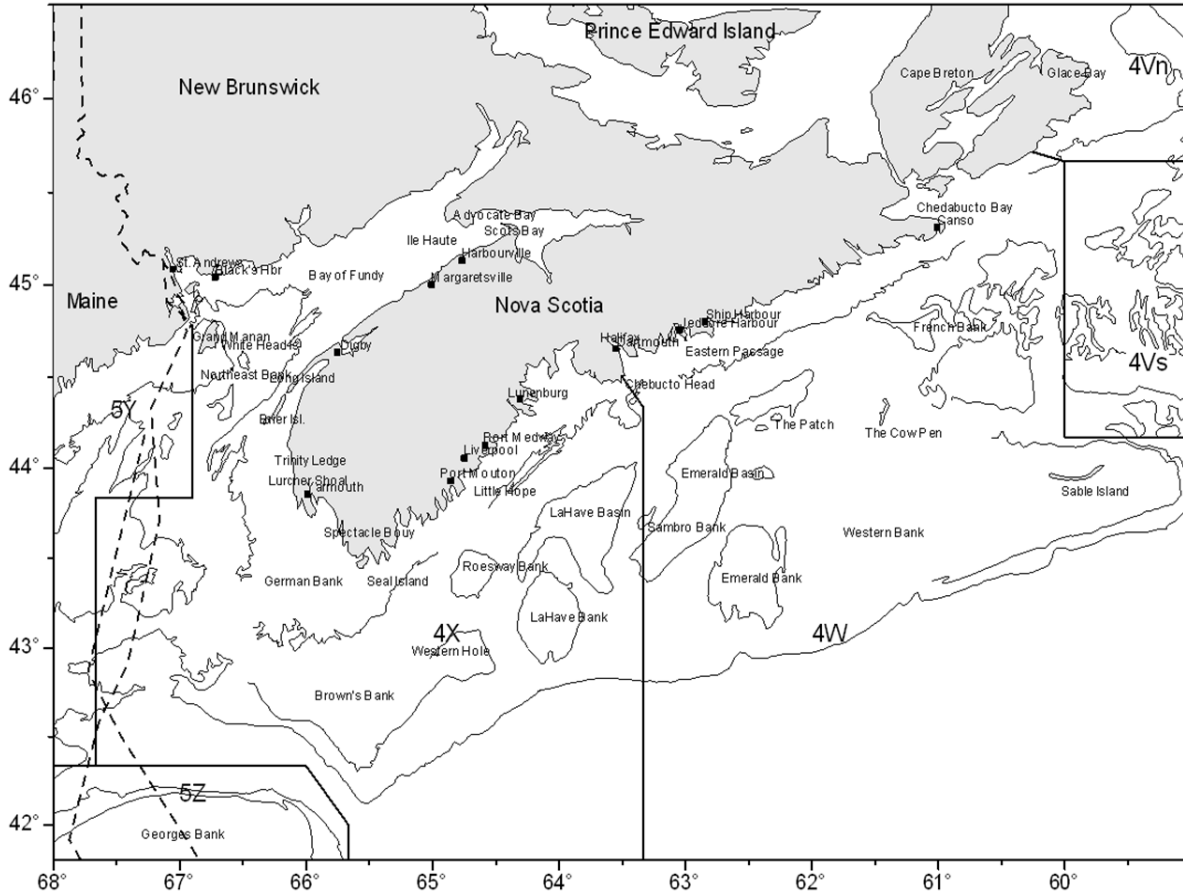 Prince Edward Island
46°
New Brunswick
Cape Breton
Glace Bay
4Vn
Chedabucto Bay
Canso
Advocate Bay
Scots Bay
Ile Haute
Harbourville
St. Andrews
Black's Hbr
Bay of Fundy
Margaretsville
45°
Maine
Nova Scotia
Ship Harbour
Jeddore Harbour
French Bank
Grand Manan
White Head Is
Digby
Halifax
Dartmouth
Eastern Passage
4Vs
Northeast Bank
Long Island
Chebucto Head
5Y
Brier Isl.
Lunenburg
The Patch
The Cow Pen
Port Medway
Liverpool
44°
Trinity Ledge
Lurcher Shoal
Port Mouton
Emerald Basin
Yarmouth
Little Hope
Sable Island
LaHave Basin
Sambro Bank
Spectacle Bouy
Western Bank
German Bank
Seal Island
Roesway Bank
Emerald Bank
LaHave Bank
43°
4X
4W
Western Hole
Brown's Bank
5Z
42°
Georges Bank
68° 67° 66° 65° 64° 63° 62° 61° 60°